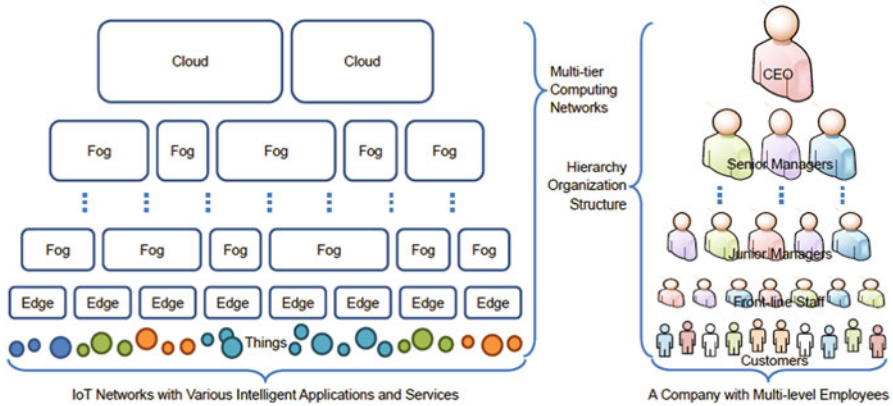 Cloud
Cloud
Fog
Fog
Fog
Fog
Fog
Fog
Fog
Fog
Fog
Fog
Fog
Edge
Edge
Edge
Edge
Edge
Edge
Edge
Edge
Things
IoT Networks with Various Intelligent Applications and Services
Multi-tier
Computing
Networks
Hierarchy
Organization
Structure
CEO
Senior Managers
Junior Managers
Front-line Staff
Customers
A Company with Multi-level Employees